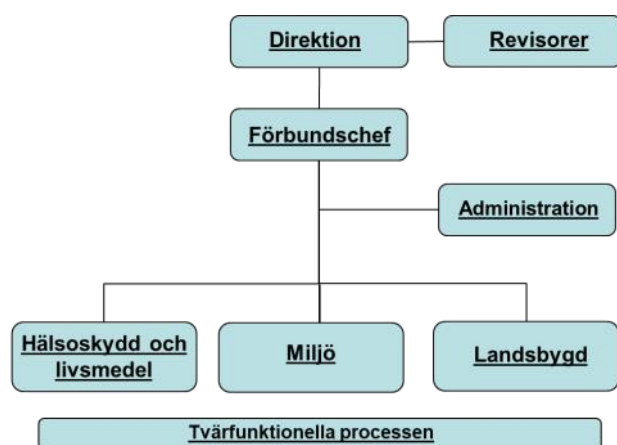 Direktion
Revisorer
Förbundschef
Administration
Hälsoskydd och
livsmedel
Miljö
Landsbygd
Tvärfunktionella processen